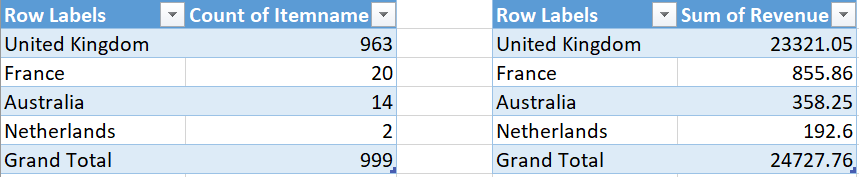 Row Labels Count of Itemname Row Labels Sum of Revenue
United Kingdom 963 United Kingdom 23321.05
France 20 France 855.86
Australia 14 Australia 358.25
Netherlands 2 Netherlands 192.6
Grand Total 999 Grand Total 24727.76